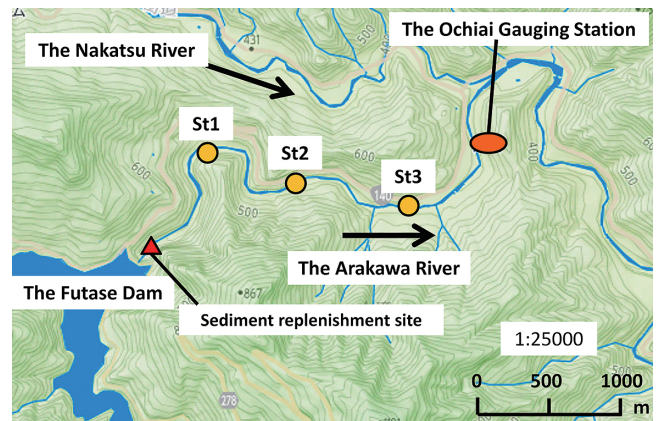 The Ochiai Gauging Station
The Nakatsu River
431
500
St1
St2
600
400
600
St3
140
500
The Arakawa River
The Futase Dam
867
Sediment replenishment site
1:25000
500
0 500 1000
m
278